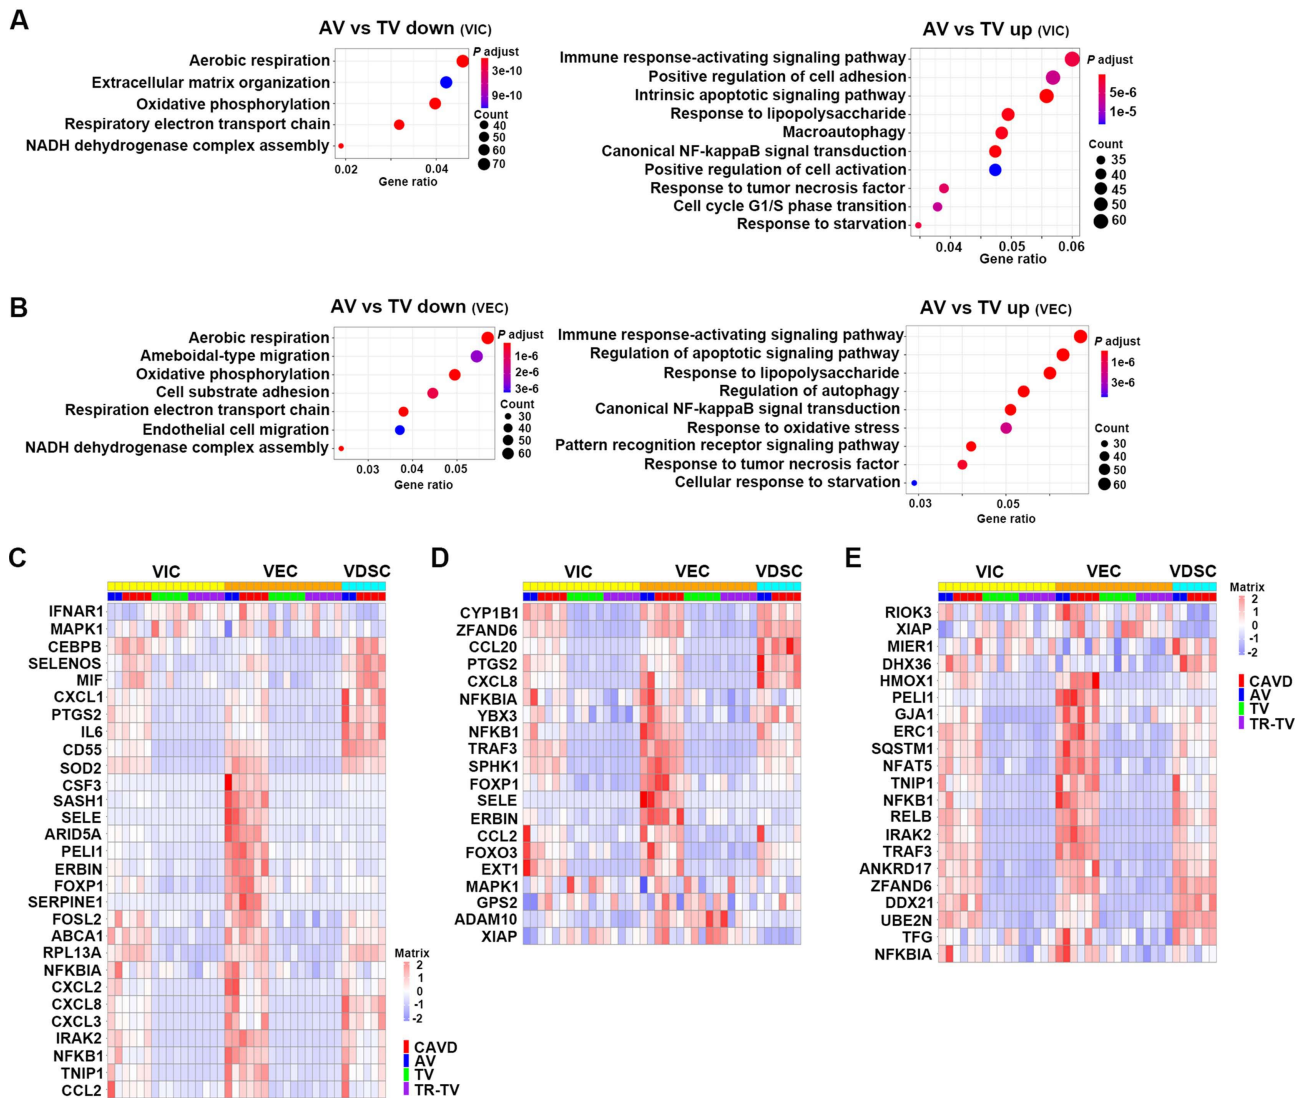 A
AV vs TV down (VIC)
Aerobic respiration
Extracellular matrix organization
Oxidative phosphorylation
Respiratory electron transport chain
NADH dehydrogenase complex assembly
0.02 0.04
Gene ratio
P adjust
3e-10
9e-10
Count
40
50
60
70
AV vs TV up (VIC)
Immune response-activating signaling pathway
Positive regulation of cell adhesion
Intrinsic apoptotic signaling pathway
Response to lipopolysaccharide
Macroautophagy
Canonical NF-kappaB signal transduction
Positive regulation of cell activation
Response to tumor necrosis factor
Cell cycle G1/S phase transition
Response to starvation
0.04 0.05 0.06
Gene ratio
P adjust
5e-6
1e-5
Count
35
40
45
50
60
B
AV vs TV down (VEC)
Aerobic respiration
Ameboidal-type migration
Oxidative phosphorylation
Cell substrate adhesion
Respiration electron transport chain
Endothelial cell migration
NADH dehydrogenase complex assembly
0.03 0.04 0.05
Gene ratio
P adjust
1e-6
2e-6
3e-6
Count
30
40
50
60
AV vs TV up (VEC)
Immune response-activating signaling pathway
Regulation of apoptotic signaling pathway
Response to lipopolysaccharide
Regulation of autophagy
Canonical NF-kappaB signal transduction
Response to oxidative stress
Pattern recognition receptor signaling pathway
Response to tumor necrosis factor
Cellular response to starvation
0.03 0.05
Gene ratio
P adjust
1e-6
3e-6
Count
30
40
50
60
C
VIC VEC VDSC
IFNAR1
MAPK1
CEBPB
SELENOS
MIF
CXCL1
PTGS2
IL6
CD55
SOD2
CSF3
SASH1
SELE
ARID5A
PELI1
ERBIN
FOXP1
SERPINE1
FOSL2
ABCA1
RPL13A
NFKBIA
CXCL2
CXCL8
CXCL3
IRAK2
NFKB1
TNIP1
CCL2
Matrix
2
1
0
-1
-2
CAVD
AV
TV
TR-TV
D
VIC VEC VDSC
CYP1B1
ZFAND6
CCL20
PTGS2
CXCL8
NFKBIA
YBX3
NFKB1
TRAF3
SPHK1
FOXP1
SELE
ERBIN
CCL2
FOXO3
EXT1
MAPK1
GPS2
ADAM10
XIAP
E
VIC VEC VDSC
RIOK3
XIAP
MIER1
DHX36
HMOX1
PELI1
GJA1
ERC1
SQSTM1
NFAT5
TNIP1
NFKB1
RELB
IRAK2
TRAF3
ANKRD17
ZFAND6
DDX21
UBE2N
TFG
NFKBIA
Matrix
2
1
0
-1
-2
CAVD
AV
TV
TR-TV